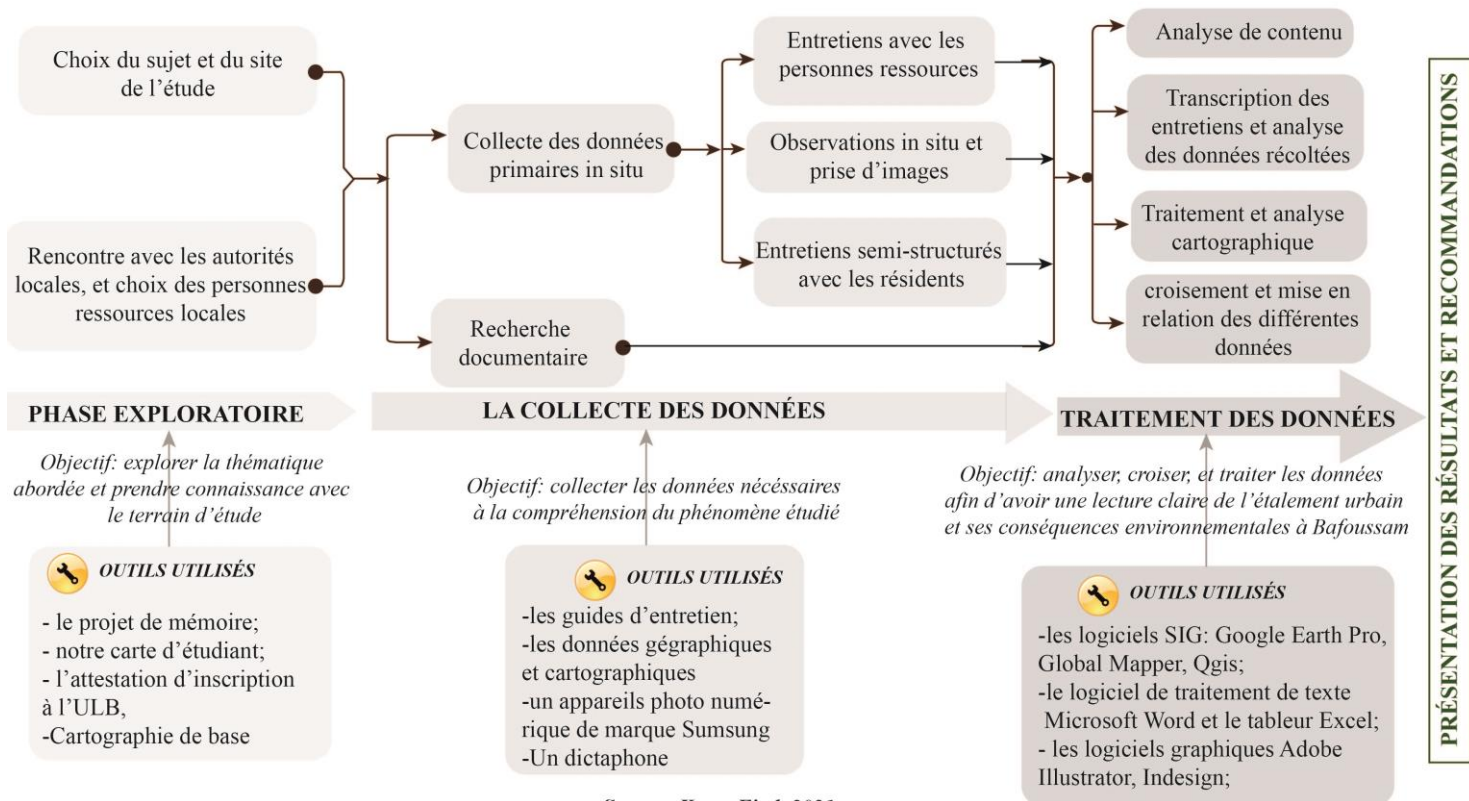 Choix du sujet et du site
de l'étude
Rencontre avec les autorités
locales, et choix des personnes
ressources locales
Collecte des données
primaires in situ
Recherche
documentaire
Entretiens avec les
personnes ressources
Observations in situ et
prise d'images
Entretiens semi-structurés
avec les résidents
Analyse de contenu
Transcription des
entretiens et analyse
des données récoltées
Traitement et analyse
cartographique
croisement et mise en
relation des différentes
données
PHASE EXPLORATOIRE
Objectif: explorer la thématique
abordée et prendre connaissance avec
le terrain d'étude
OUTILS UTILISÉS
- le projet de mémoire;
- notre carte d'étudiant;
- l'attestation d'inscription
à l'ULB,
-Cartographie de base
LA COLLECTE DES DONNÉES
Objectif: collecter les données nécéssaires
à la compréhension du phénomène étudié
OUTILS UTILISÉS
-les guides d'entretien;
-les données gégraphiques
et cartographiques
-un appareils photo numé-
rique de marque Sumsung
-Un dictaphone
TRAITEMENT DES DONNÉES
Objectif: analyser, croiser, et traiter les données
afin d'avoir une lecture claire de l'étalement urbain
et ses conséquences environnementales à Bafoussam
OUTILS UTILISÉS
-les logiciels SIG: Google Earth Pro,
Global Mapper, Qgis;
-le logiciel de traitement de texte
Microsoft Word et le tableur Excel;
- les logiciels graphiques Adobe
Illustrator, Indesign;
PRÉSENTATION DES RÉSULTATS ET RECOMMANDATIONS